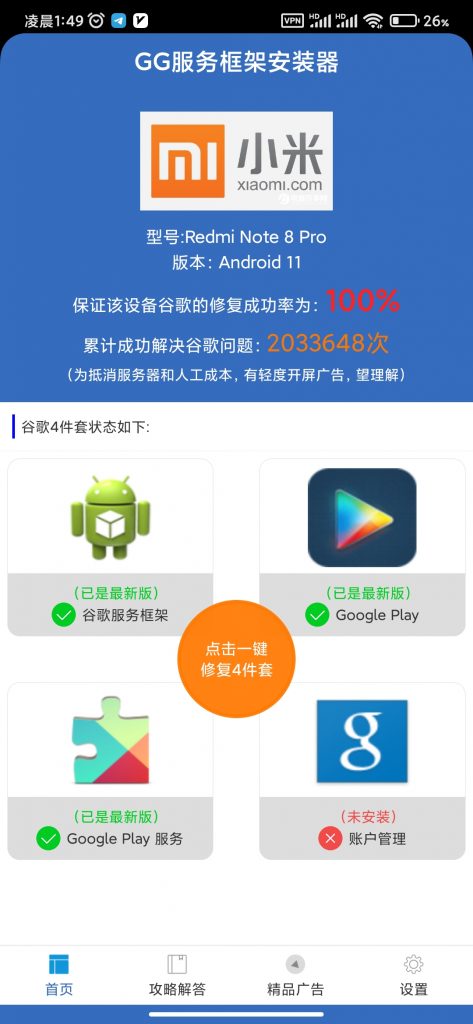 凌晨1:49
VPN HD HD 26%
GG服务框架安装器
小米
xiaomi.com
型号:Redmi Note 8 Pro
版本：Android 11
保证该设备谷歌的修复成功率为：100%
累计成功解决谷歌问题：2033648次
（为抵消服务器和人工成本，有轻度开屏广告，望理解）
谷歌4件套状态如下:
（已是最新版）
谷歌服务框架
（已是最新版）
Google Play
点击一键
修复4件套
（已是最新版）
Google Play 服务
（未安装）
账户管理
首页
攻略解答
精品广告
设置